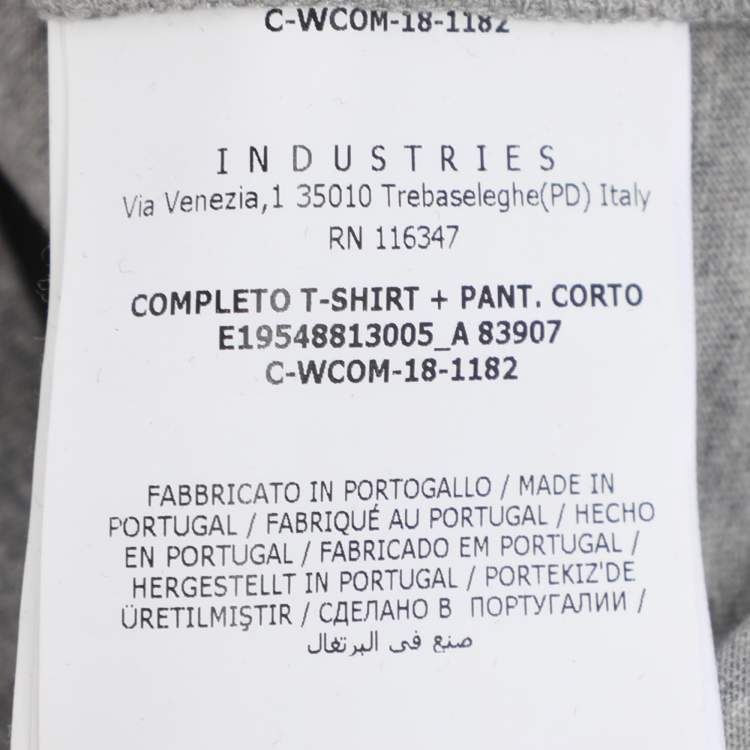 C-WCOM-18-1182
INDUSTRIES
Via Venezia,1 35010 Trebaseleghe(PD) Italy
RN 116347
COMPLETO T-SHIRT + PANT. CORTO
E19548813005_A 83907
C-WCOM-18-1182
FABBRICATO IN PORTOGALLO / MADE IN
PORTUGAL / FABRIQUÉ AU PORTUGAL / HECHO
EN PORTUGAL / FABRICADO EM PORTUGAL /
HERGESTELLT IN PORTUGAL / PORTEKIZ'DE
ÜRETILMIŞTIR / СДЕЛАНО В ПОРТУГАЛИИ /
صنع في البرتغال